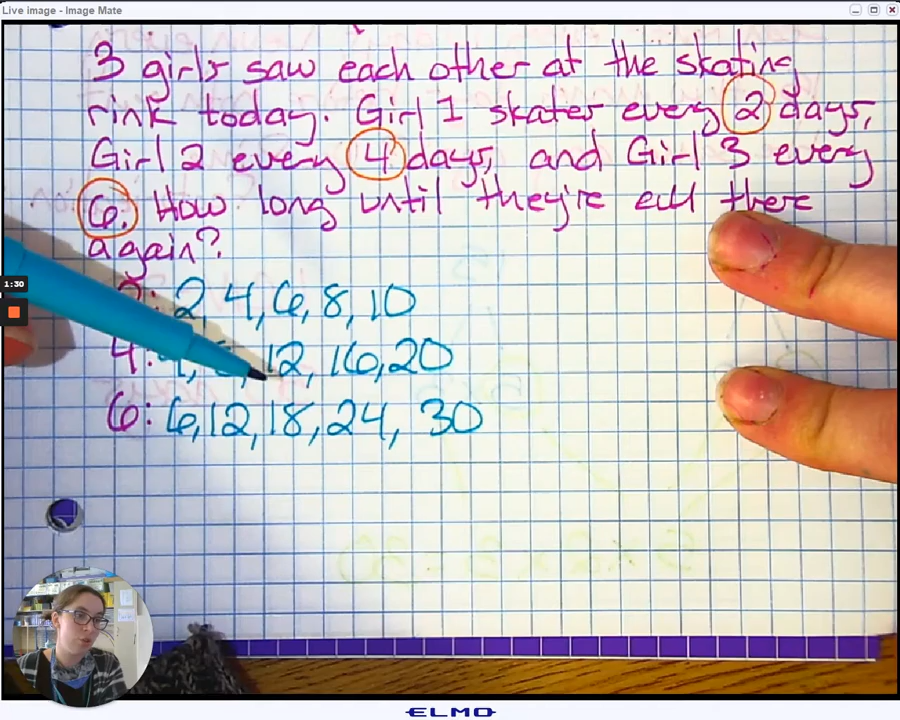 Live image - Image Mate
3 girls saw each other at the skating
rink today. Girl 1 skates every 2 days,
Girl 2 every 4 days, and Girl 3 every
6. How long until they're all there
again?
1:30
2, 4, 6, 8, 10
4: 12, 16, 20
6: 6, 12, 18, 24, 30
ELMO